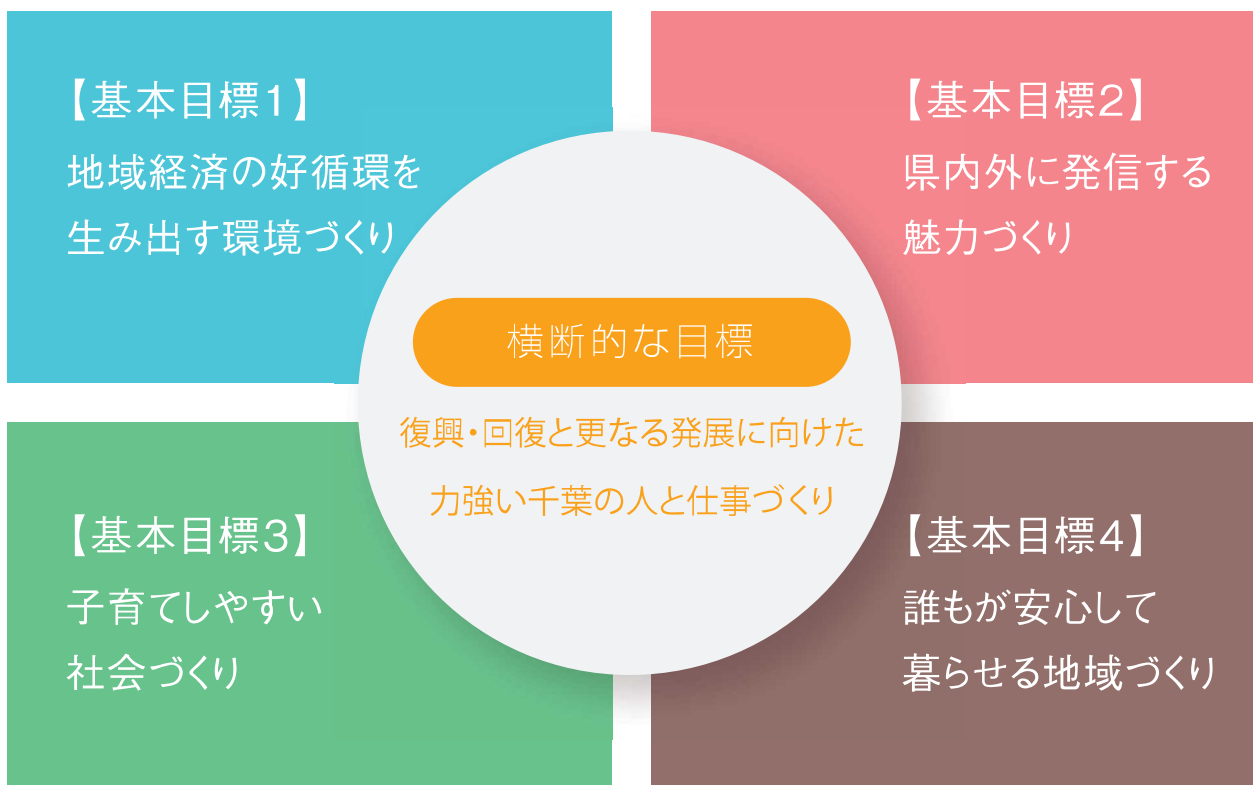 【基本目標1】
地域経済の好循環を
生み出す環境づくり
【基本目標2】
県内外に発信する
魅力づくり
横断的な目標
復興・回復と更なる発展に向けた
力強い千葉の人と仕事づくり
【基本目標3】
子育てしやすい
社会づくり
【基本目標4】
誰もが安心して
暮らせる地域づくり